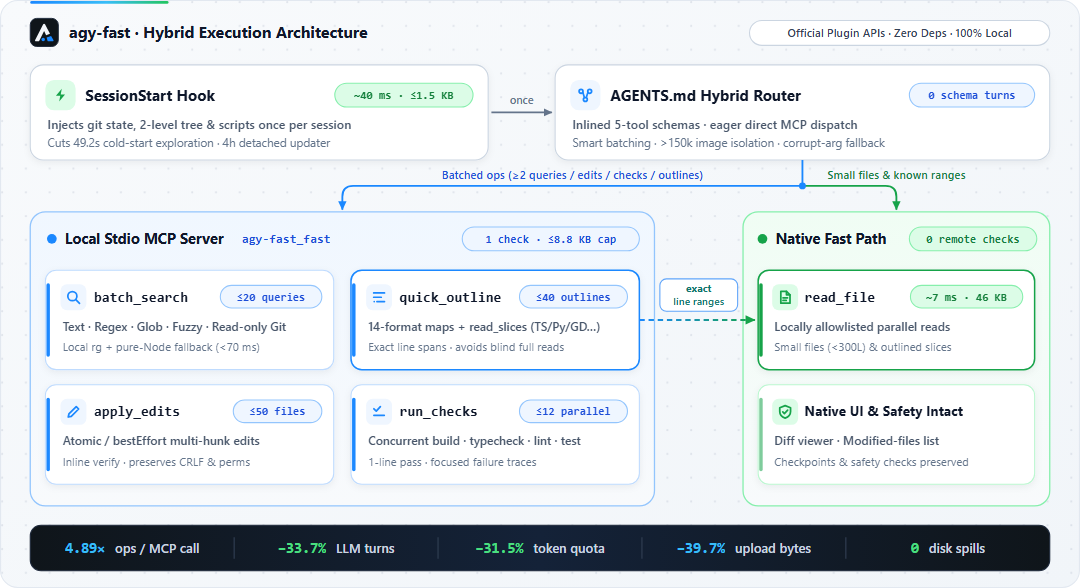 agy-fast · Hybrid Execution Architecture
Official Plugin APIs · Zero Deps · 100% Local
SessionStart Hook
~40 ms · ≤1.5 KB
Injects git state, 2-level tree & scripts once per session
Cuts 49.2s cold-start exploration · 4h detached updater
once
AGENTS.md Hybrid Router
0 schema turns
Inlined 5-tool schemas · eager direct MCP dispatch
Smart batching · >150k image isolation · corrupt-arg fallback
Batched ops (≥2 queries / edits / checks / outlines)
Small files & known ranges
Local Stdio MCP Server
agy-fast_fast
1 check · ≤8.8 KB cap
batch_search
≤20 queries
Text · Regex · Glob · Fuzzy · Read-only Git
Local rg + pure-Node fallback (<70 ms)
quick_outline
≤40 outlines
14-format maps + read_slices (TS/Py/GD…)
Exact line spans · avoids blind full reads
apply_edits
≤50 files
Atomic / bestEffort multi-hunk edits
Inline verify · preserves CRLF & perms
run_checks
≤12 parallel
Concurrent build · typecheck · lint · test
1-line pass · focused failure traces
exact
line ranges
Native Fast Path
0 remote checks
read_file
~7 ms · 46 KB
Locally allowlisted parallel reads
Small files (<300L) & outlined slices
Native UI & Safety Intact
Diff viewer · Modified-files list
Checkpoints & safety checks preserved
4.89× ops / MCP call
−33.7% LLM turns
−31.5% token quota
−39.7% upload bytes
0 disk spills